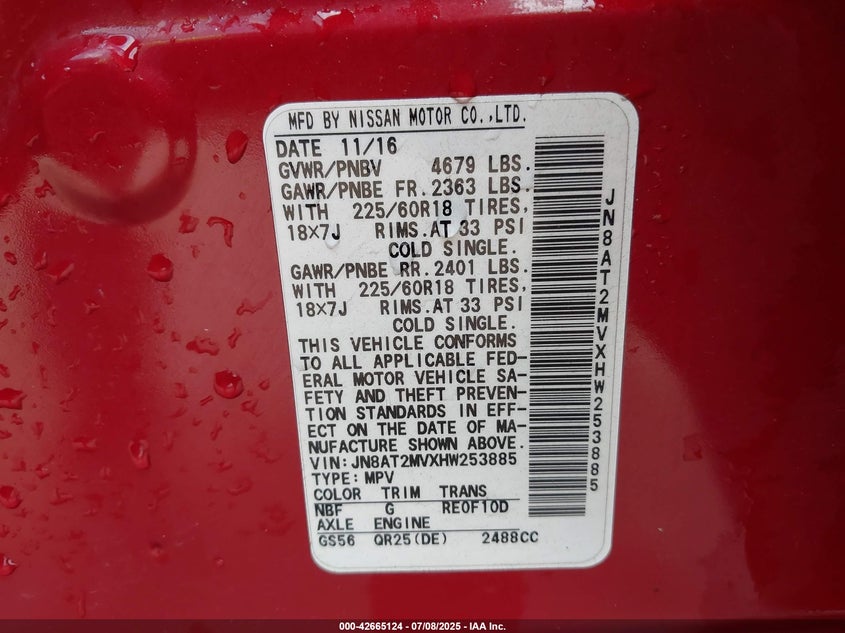 MFD BY NISSAN MOTOR CO.,LTD.
DATE 11/16
GVWR/PNBV 4679 LBS.
GAWR/PNBE FR.2363 LBS.
WITH 225/60R18 TIRES,
18×7J RIMS.AT 33 PSI
COLD SINGLE.
GAWR/PNBE RR.2401 LBS.
WITH 225/60R18 TIRES,
18×7J RIMS.AT 33 PSI
COLD SINGLE.
THIS VEHICLE CONFORMS
TO ALL APPLICABLE FED-
ERAL MOTOR VEHICLE SA-
FETY AND THEFT PREVEN-
TION STANDARDS IN EFF-
ECT ON THE DATE OF MA-
NUFACTURE SHOWN ABOVE.
VIN:JN8AT2MVXHW253885
TYPE:MPV
COLOR TRIM TRANS
NBF G RE0F10D
AXLE ENGINE
GS56 QR25(DE) 2488CC
JN8AT2MVXHW253885
000-42665124 - 07/08/2025 - IAA Inc.